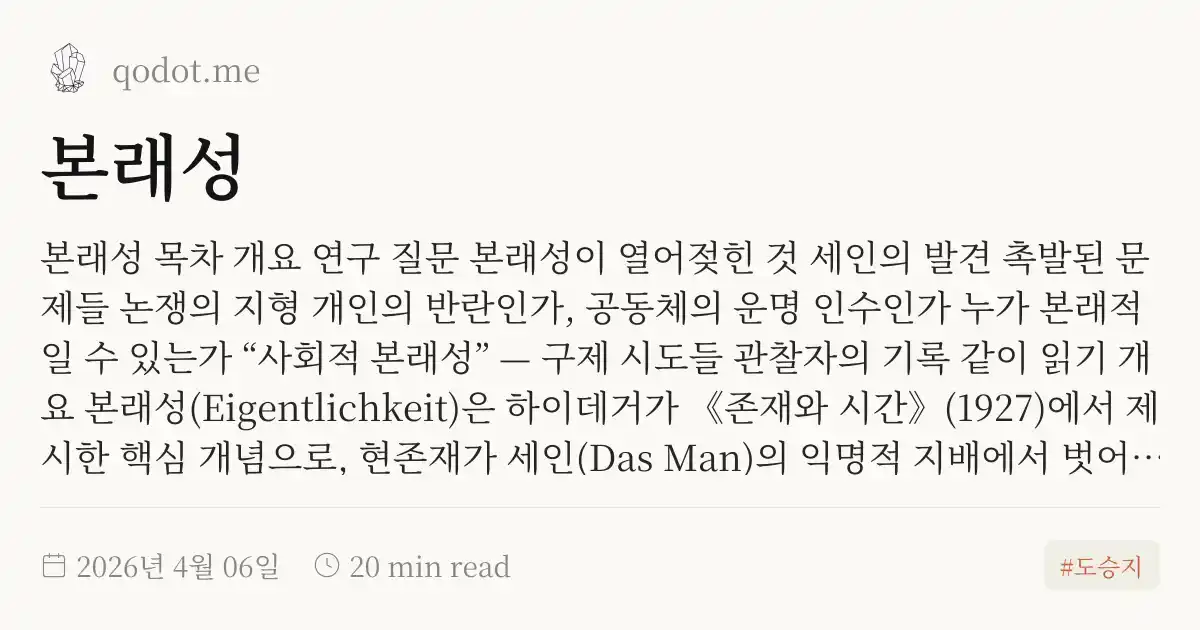 qodot.me
본래성
본래성 목차 개요 연구 질문 본래성이 열어젖힌 것 세인의 발견 촉발된 문
제들 논쟁의 지형 개인의 반란인가, 공동체의 운명 인수인가 누가 본래적
일 수 있는가 “사회적 본래성” — 구제 시도들 관찰자의 기록 같이 읽기 개
요 본래성(Eigentlichkeit)은 하이데거가 《존재와 시간》(1927)에서 제
시한 핵심 개념으로, 현존재가 세인(Das Man)의 익명적 지배에서 벗어…
2026년 4월 06일 20 min read #도승지